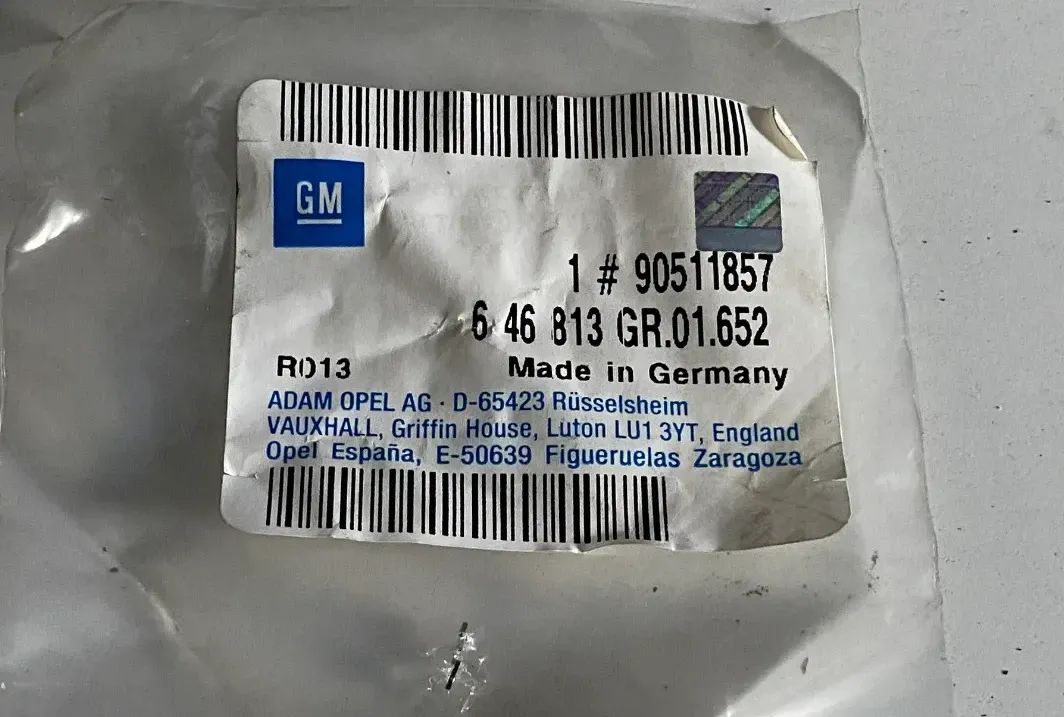 GM
1 # 90511857
6 46 813 GR.01.652
R013 Made in Germany
ADAM OPEL AG · D-65423 Rüsselsheim
VAUXHALL, Griffin House, Luton LU1 3YT, England
Opel España, E-50639 Figueruelas Zaragoza